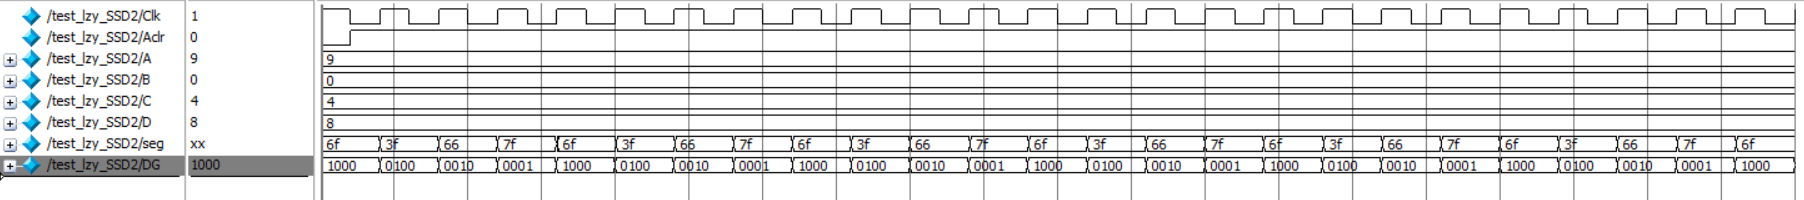 /test_lzy_SSD2/Clk 1
/test_lzy_SSD2/Aclr 0
/test_lzy_SSD2/A 9 9
/test_lzy_SSD2/B 0 0
/test_lzy_SSD2/C 4 4
/test_lzy_SSD2/D 8 8
/test_lzy_SSD2/seg xx 6f 3f 66 7f 6f 3f 66 7f 6f 3f 66 7f 6f 3f 66 7f 6f 3f 66 7f 6f 3f 66 7f 6f
/test_lzy_SSD2/DG 1000 1000 0100 0010 0001 1000 0100 0010 0001 1000 0100 0010 0001 1000 0100 0010 0001 1000 0100 0010 0001 1000 0100 0010 0001 1000